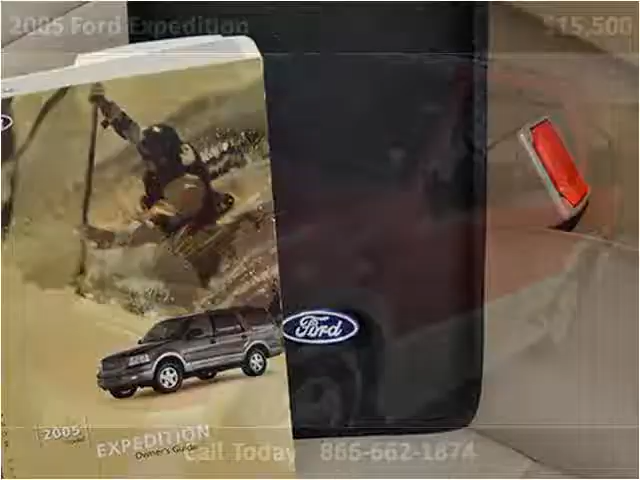 2005 Ford Expedition $15,500
Ford
2005
EXPEDITION
Owner's Guide
Call Today 866-662-1874